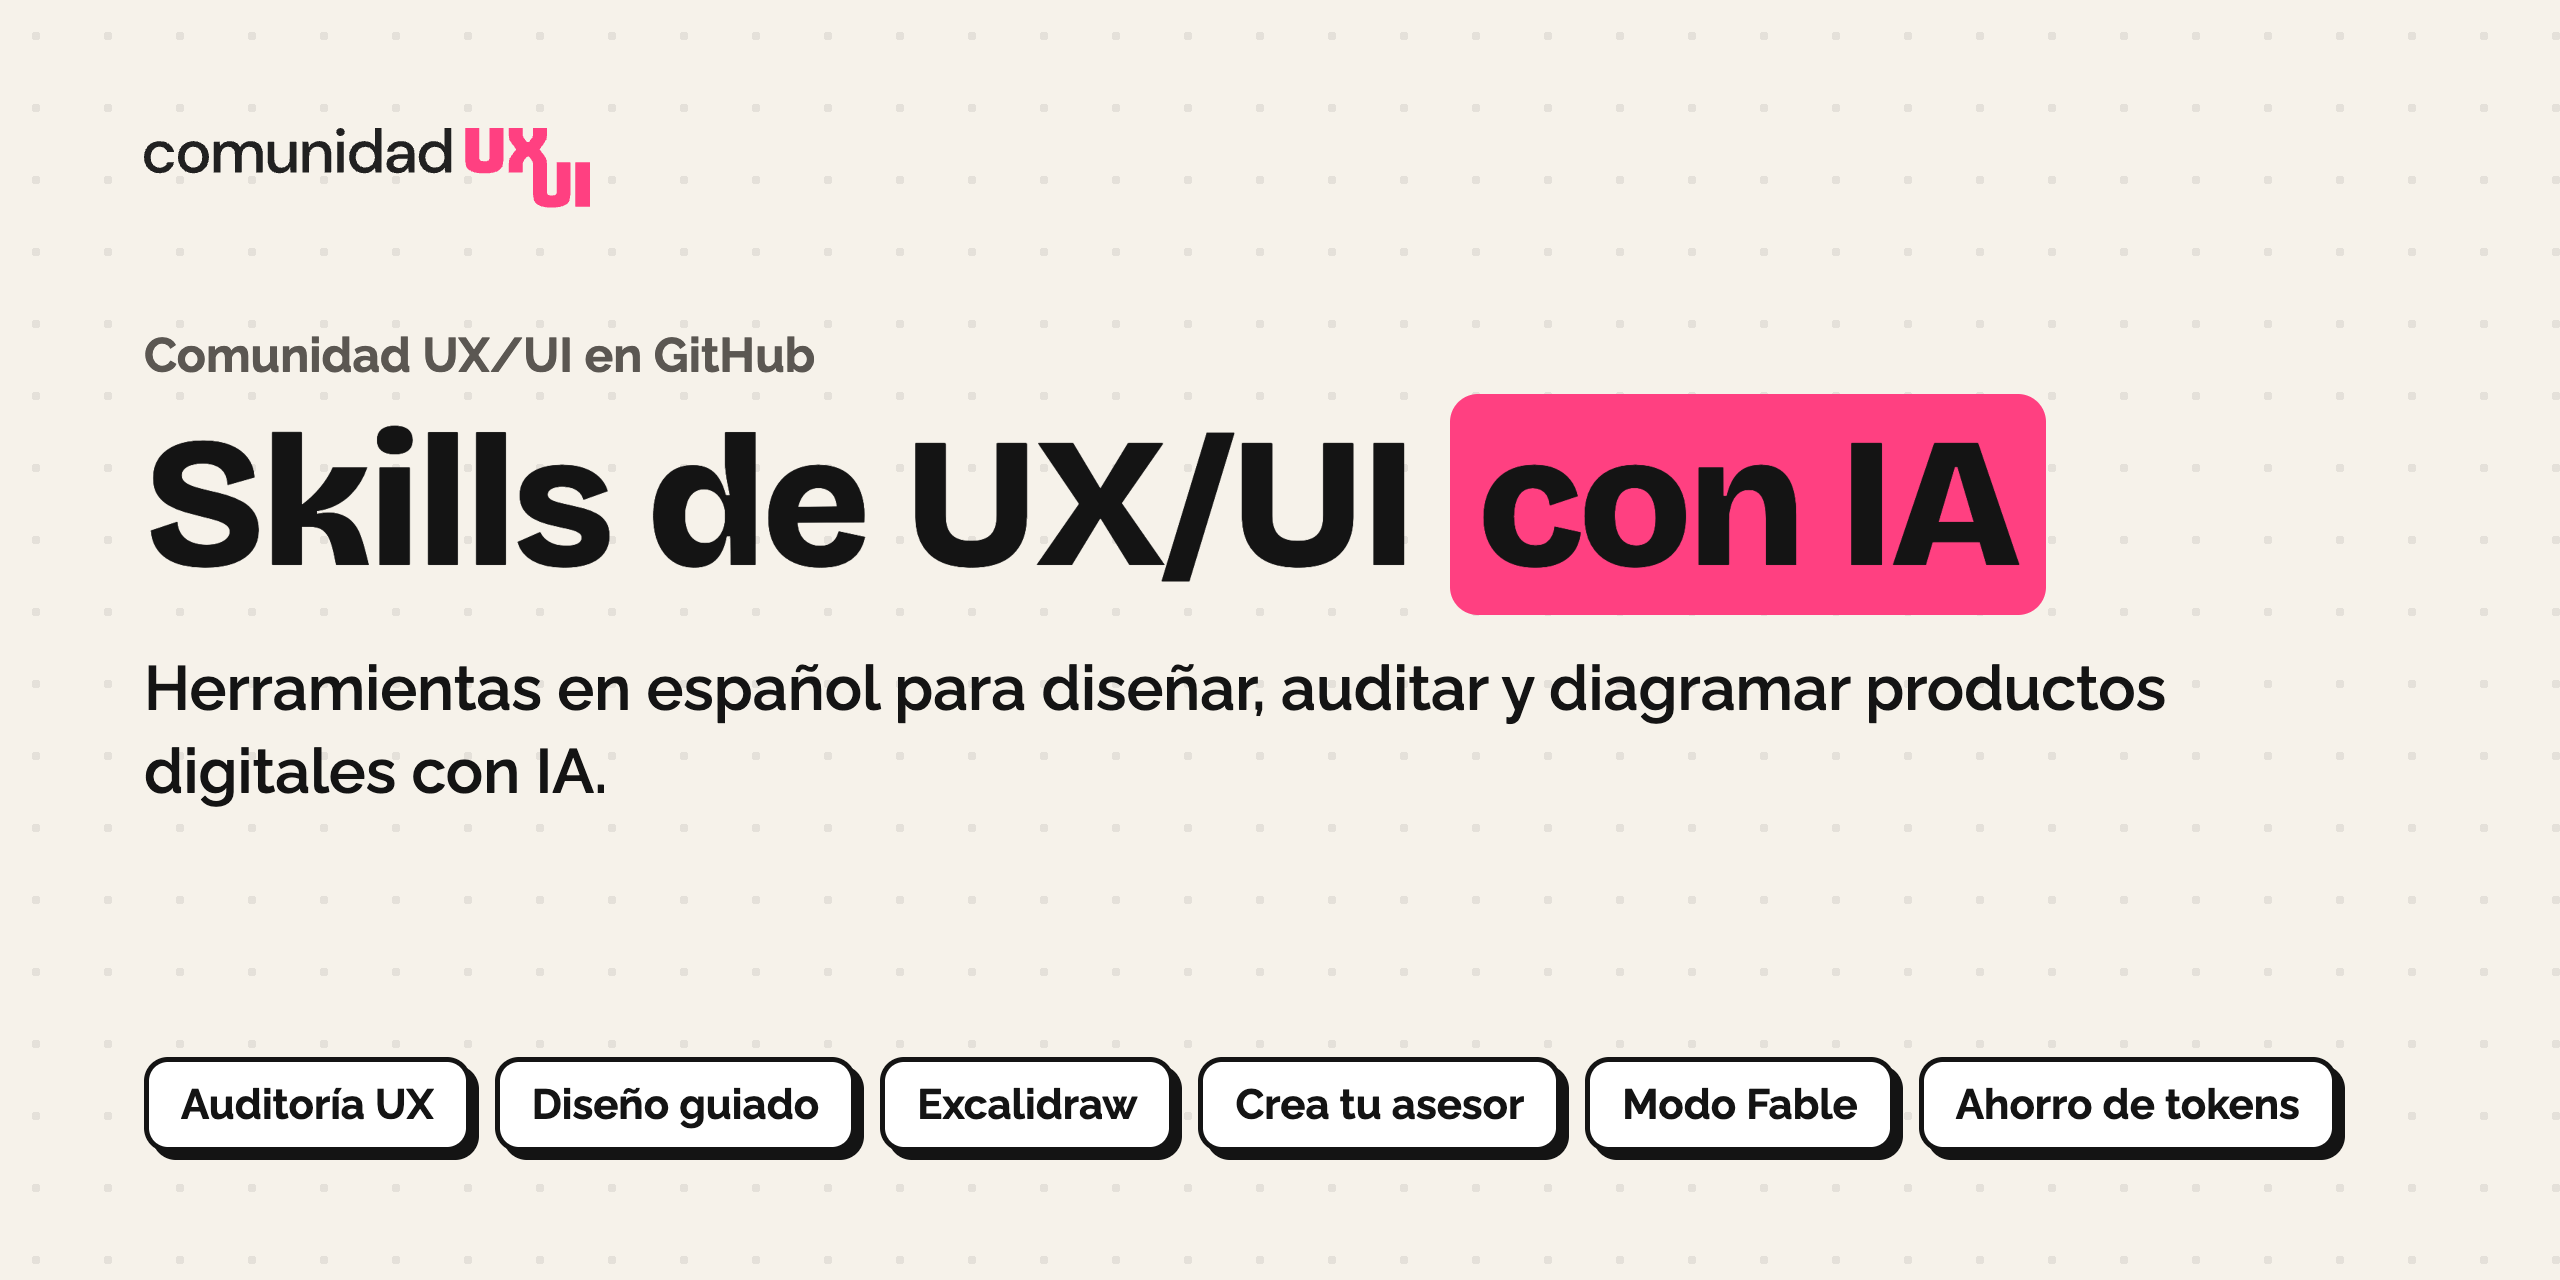 comunidad UX
UI
Comunidad UX/UI en GitHub
Skills de UX/UI con IA
Herramientas en español para diseñar, auditar y diagramar productos
digitales con IA.
Auditoría UX
Diseño guiado
Excalidraw
Crea tu asesor
Modo Fable
Ahorro de tokens